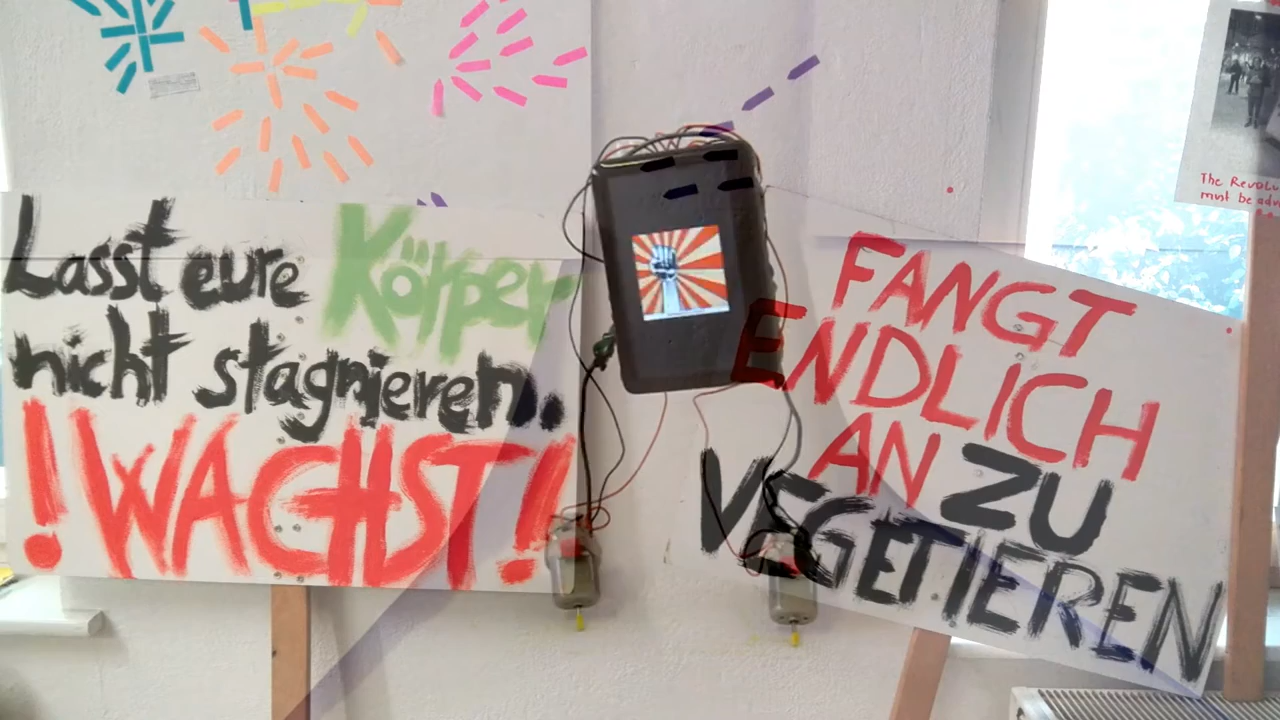 Lasst eure Körper
nicht stagnieren.
!WACHST!
FANGT
ENDLICH
AN ZU
VEGETIEREN
The Revolu
must be adv